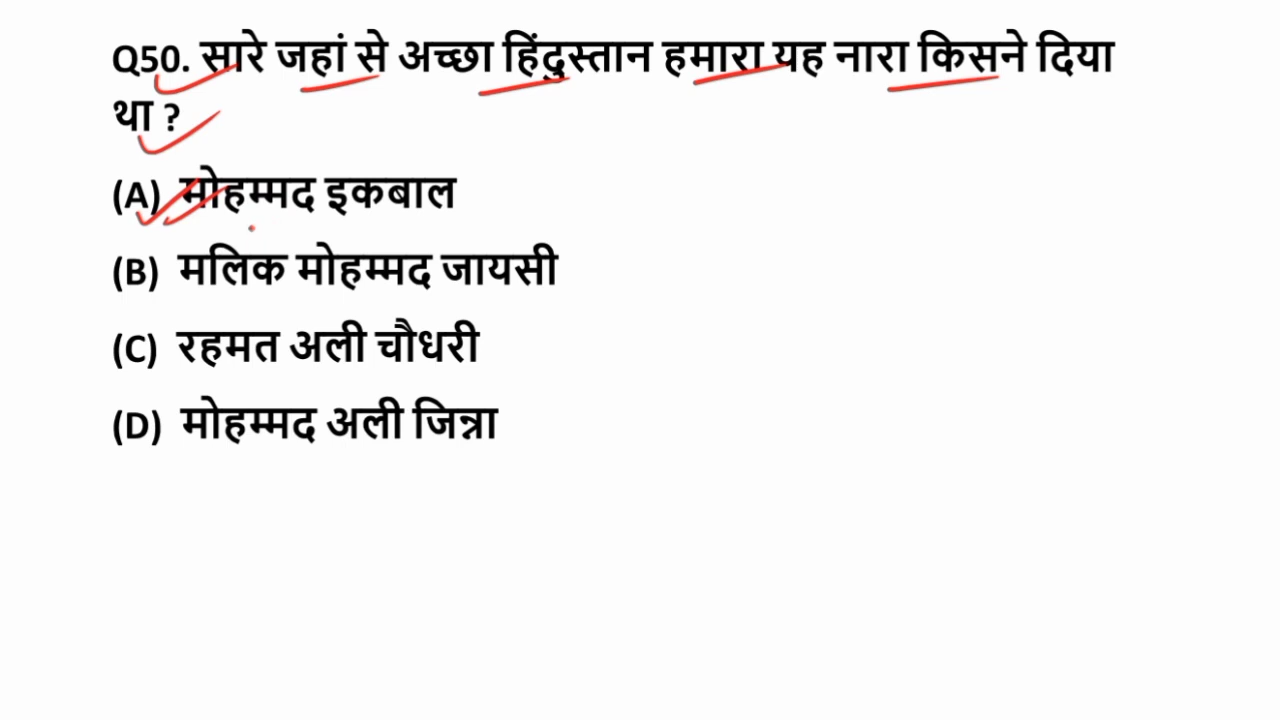 Q50. सारे जहां से अच्छा हिंदुस्तान हमारा यह नारा किसने दिया
था ?
(A) मोहम्मद इकबाल
(B) मलिक मोहम्मद जायसी
(C) रहमत अली चौधरी
(D) मोहम्मद अली जिन्ना